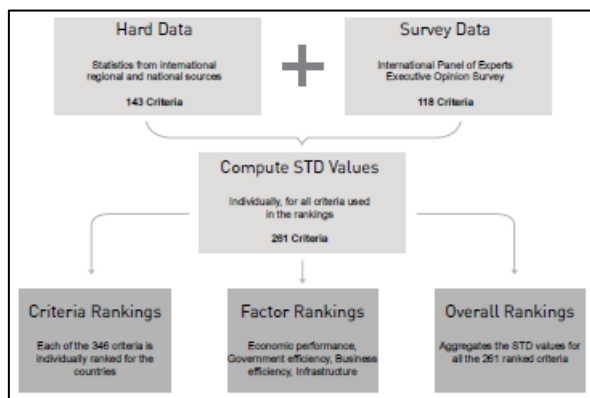 Hard Data
Statistics from international
regional and national sources
143 Criteria
+
Survey Data
International Panel of Experts
Executive Opinion Survey
118 Criteria
Compute STD Values
Individually, for all criteria used
in the rankings
261 Criteria
Criteria Rankings
Each of the 346 criteria is
individually ranked for the
countries
Factor Rankings
Economic performance,
Government efficiency, Business
efficiency, Infrastructure
Overall Rankings
Aggregates the STD values for
all the 261 ranked criteria